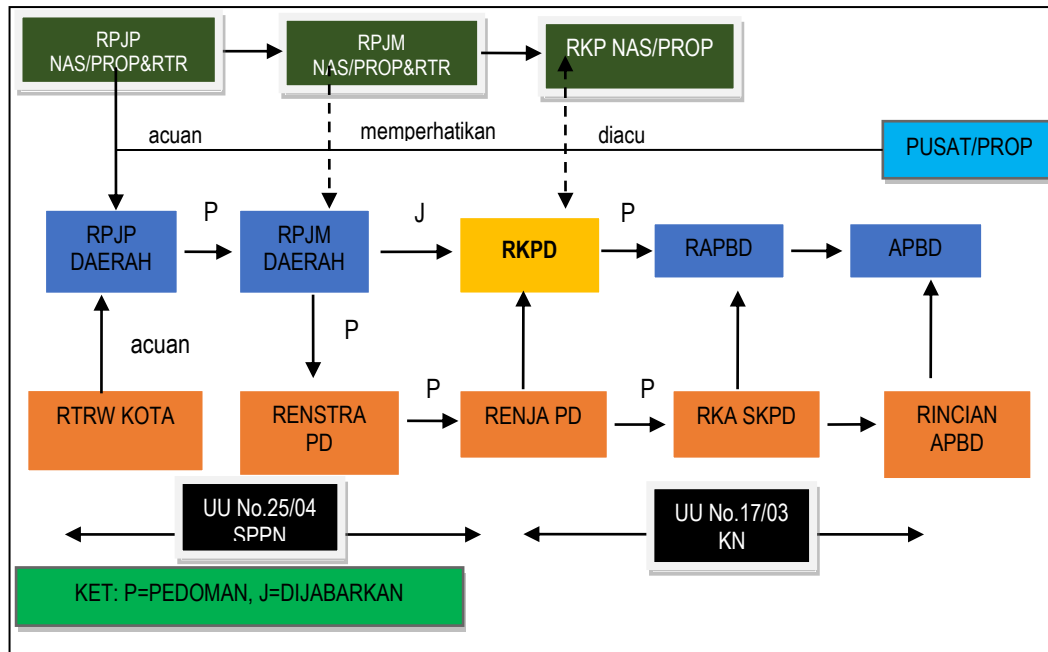 RPJP
NAS/PROP&RTR
RPJM
NAS/PROP&RTR
RKP NAS/PROP
acuan
memperhatikan
diacu
PUSAT/PROP
P
J
P
RPJP
DAERAH
RPJM
DAERAH
RKPD
RAPBD
APBD
acuan
P
P
P
RTRW KOTA
RENSTRA
PD
RENJA PD
RKA SKPD
RINCIAN
APBD
UU No.25/04
SPPN
UU No.17/03
KN
KET: P=PEDOMAN, J=DIJABARKAN